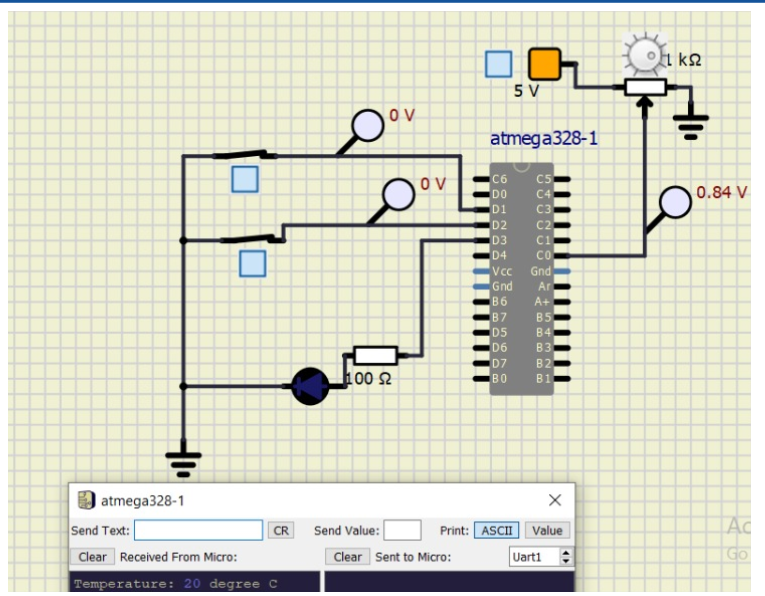 0 V
5 V
1 kΩ
atmega328-1
0 V
0.84 V
C6 C5
D0 C4
D1 C3
D2 C2
D3 C1
D4 C0
Vcc Gnd
Gnd Ar
B6 A+
B7 B5
D5 B4
D6 B3
D7 B2
B0 B1
100 Ω
atmega328-1
Send Text: CR Send Value: Print: ASCII Value
Clear Received From Micro: Clear Sent to Micro: Uart1
Temperature: 20 degree C
Ac
Go